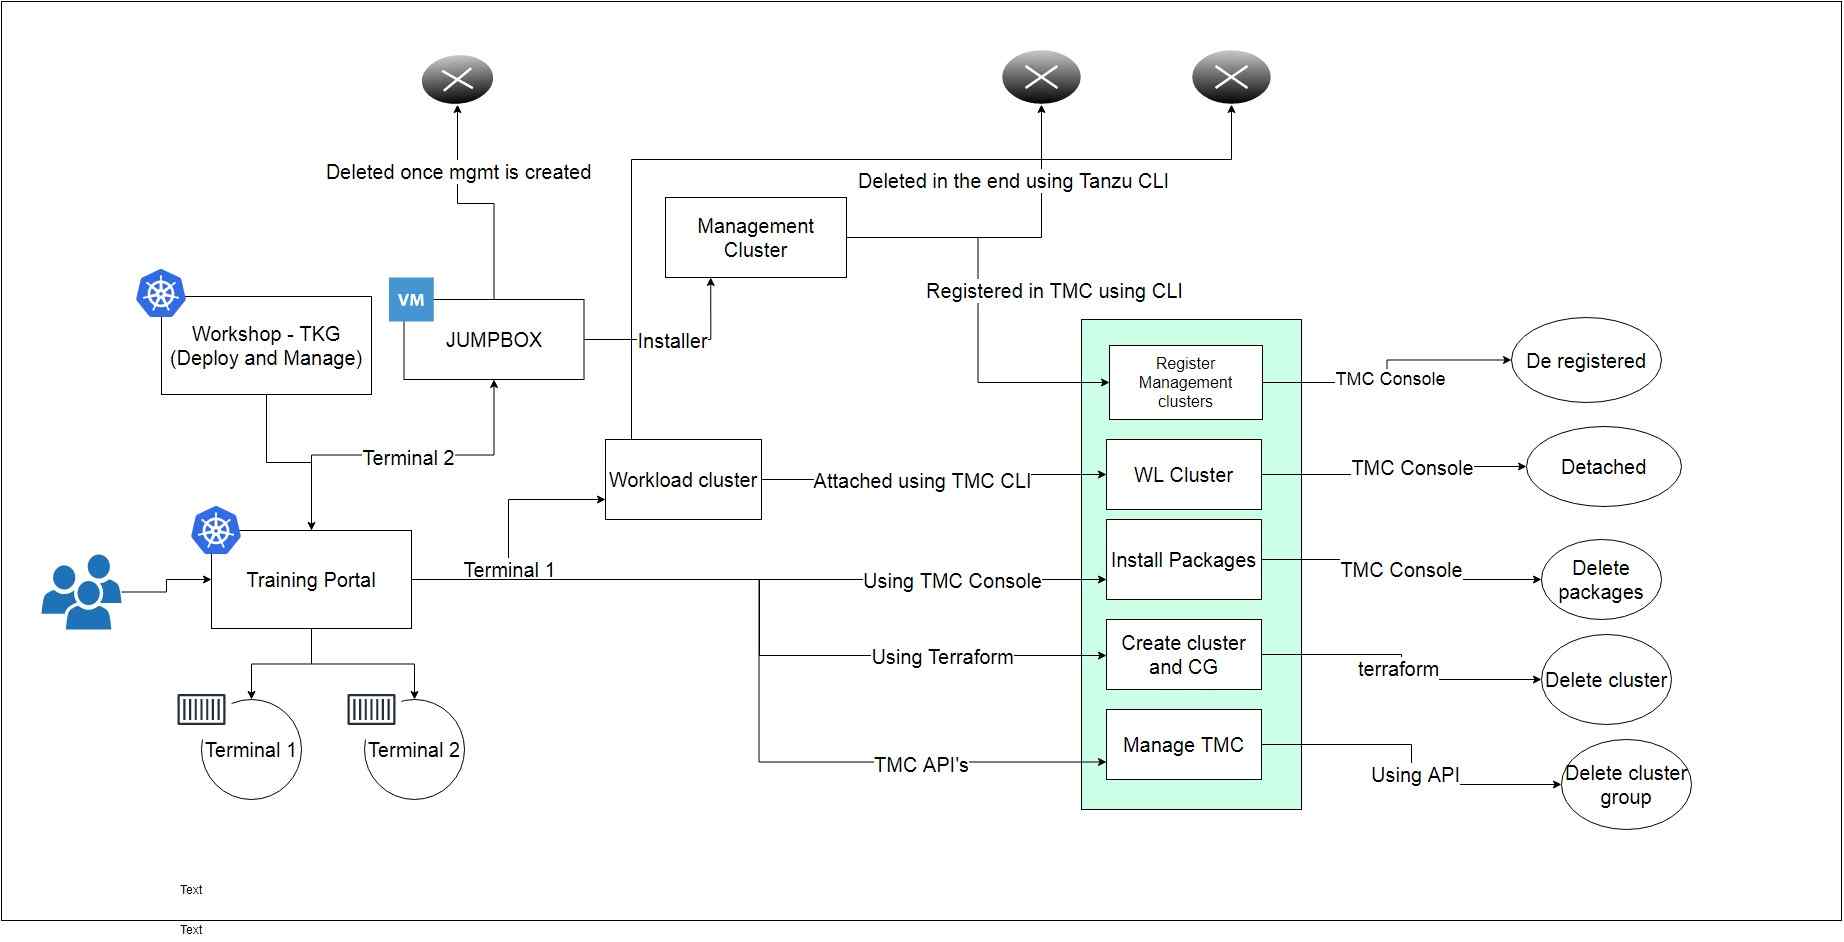 Deleted once mgmt is created
Deleted in the end using Tanzu CLI
Management
Cluster
Registered in TMC using CLI
VM
Workshop - TKG
(Deploy and Manage)
JUMPBOX
Installer
Register
Management
clusters
TMC Console
De registered
Terminal 2
Workload cluster
Attached using TMC CLI
WL Cluster
TMC Console
Detached
Training Portal
Terminal 1
Using TMC Console
Install Packages
TMC Console
Delete
packages
Using Terraform
Create cluster
and CG
terraform
Delete cluster
Terminal 1
Terminal 2
TMC API's
Manage TMC
Using API
Delete cluster
group
Text
Text